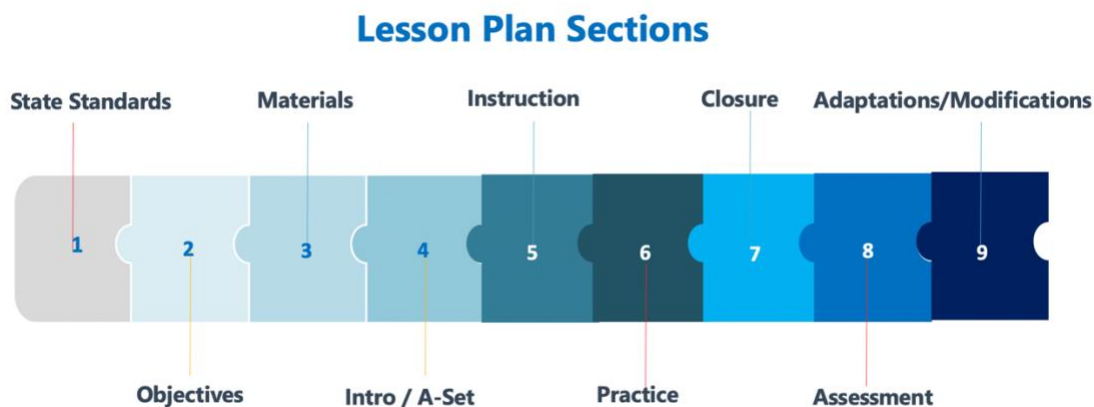 Lesson Plan Sections
State Standards
Materials
Instruction
Closure
Adaptations/Modifications
1
2
3
4
5
6
7
8
9
Objectives
Intro / A-Set
Practice
Assessment